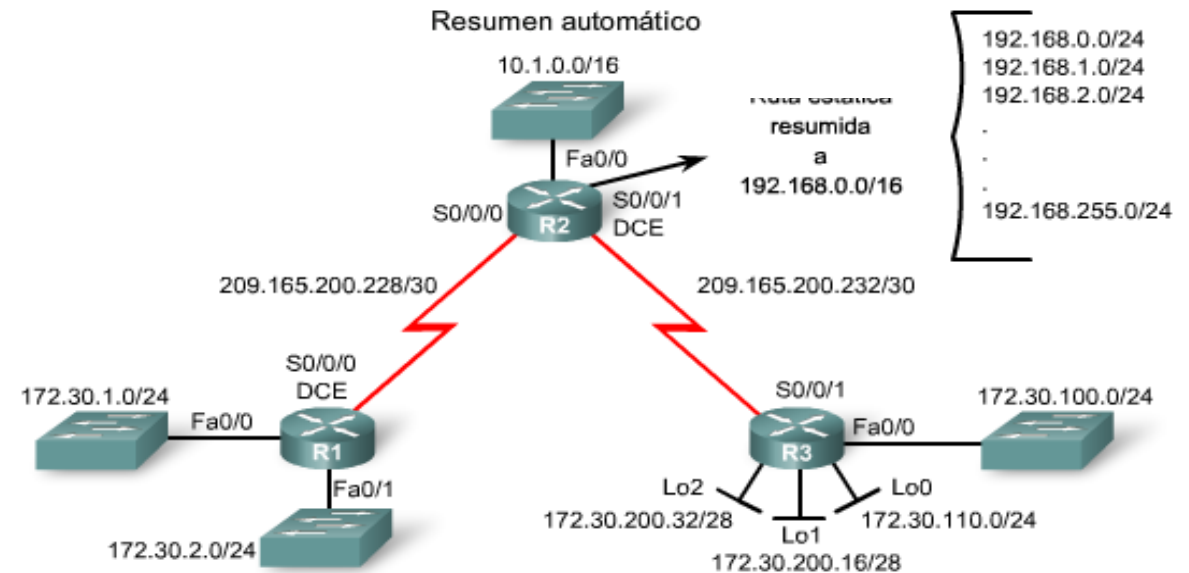 Resumen automático
10.1.0.0/16
Fa0/0
S0/0/0
R2
S0/0/1
DCE
resumida
a
192.168.0.0/16
192.168.0.0/24
192.168.1.0/24
192.168.2.0/24
.
.
.
192.168.255.0/24
209.165.200.228/30
209.165.200.232/30
S0/0/0
DCE
172.30.1.0/24
Fa0/0
R1
Fa0/1
172.30.2.0/24
S0/0/1
172.30.100.0/24
Fa0/0
R3
Lo2
Lo0
172.30.200.32/28
172.30.110.0/24
Lo1
172.30.200.16/28